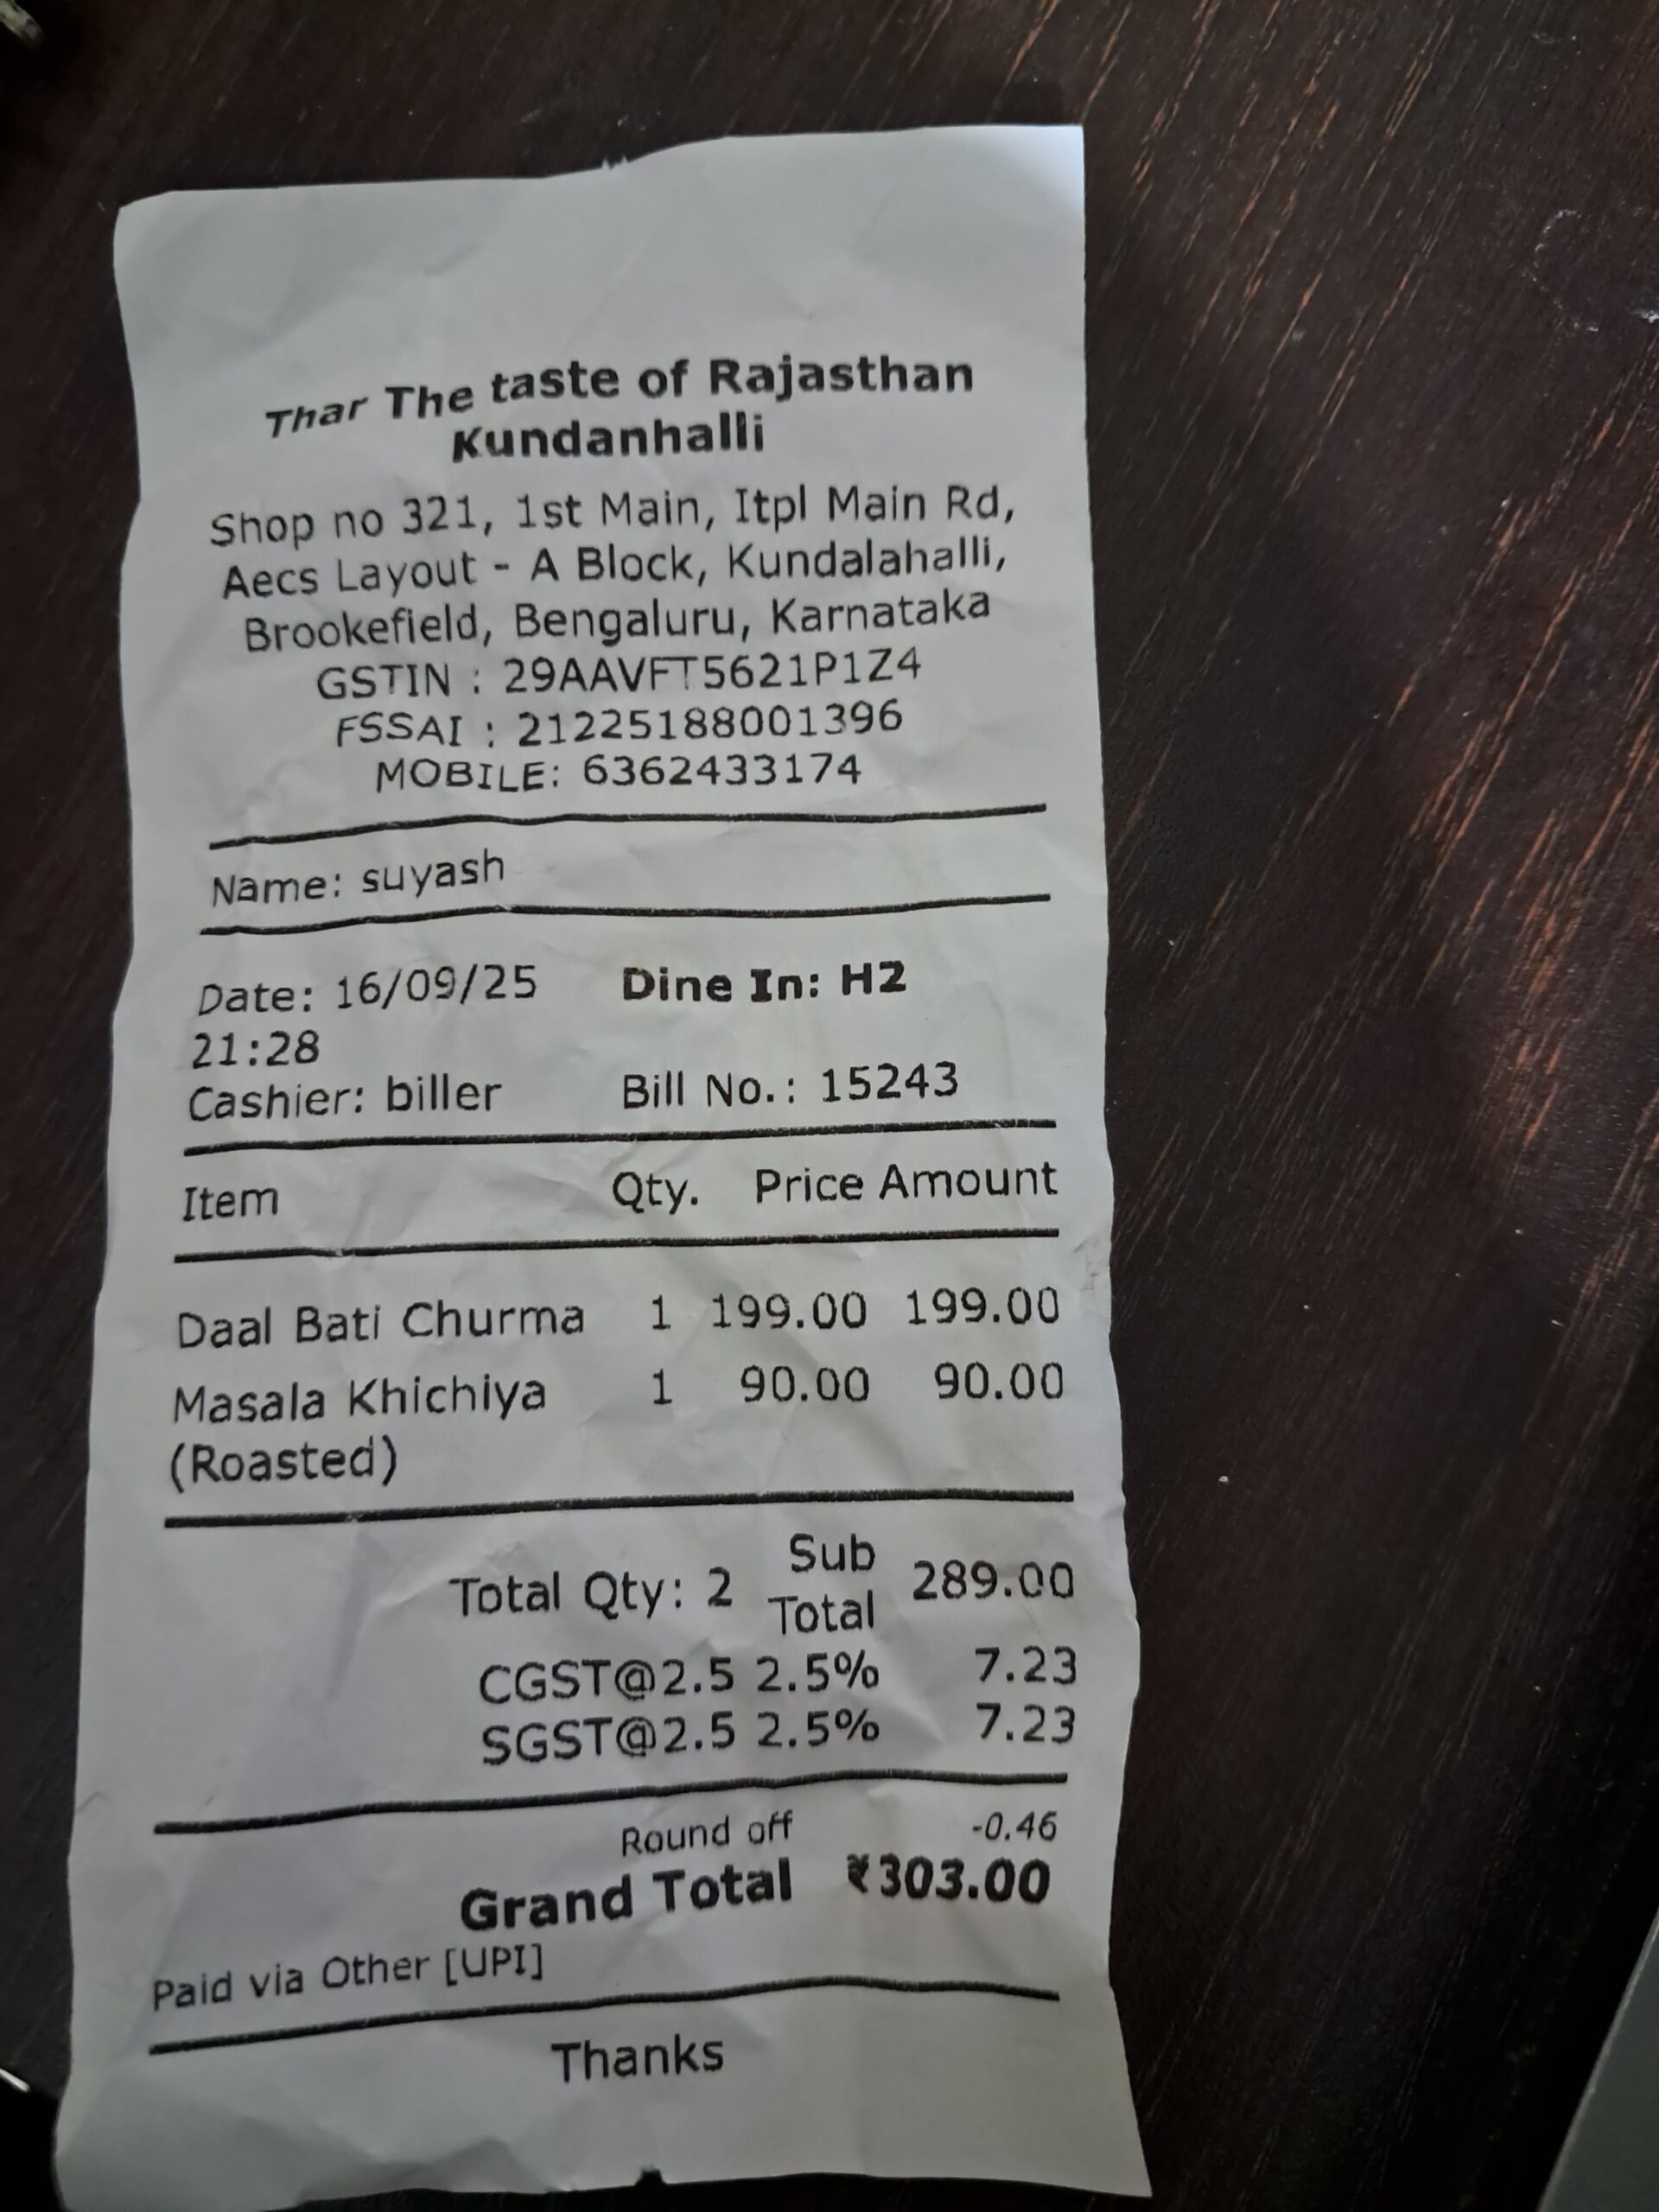 Thar The taste of Rajasthan
Kundanhalli
Shop no 321, 1st Main, Itpl Main Rd,
Aecs Layout - A Block, Kundalahalli,
Brookefield, Bengaluru, Karnataka
GSTIN : 29AAVFT5621P1Z4
FSSAI : 21225188001396
MOBILE: 6362433174
Name: suyash
Date: 16/09/25 Dine In: H2
21:28
Cashier: biller Bill No.: 15243
Item Qty. Price Amount
Daal Bati Churma 1 199.00 199.00
Masala Khichiya 1 90.00 90.00
(Roasted)
Total Qty: 2 Sub Total 289.00
CGST@2.5 2.5% 7.23
SGST@2.5 2.5% 7.23
Round off -0.46
Grand Total ₹303.00
Paid via Other [UPI]
Thanks